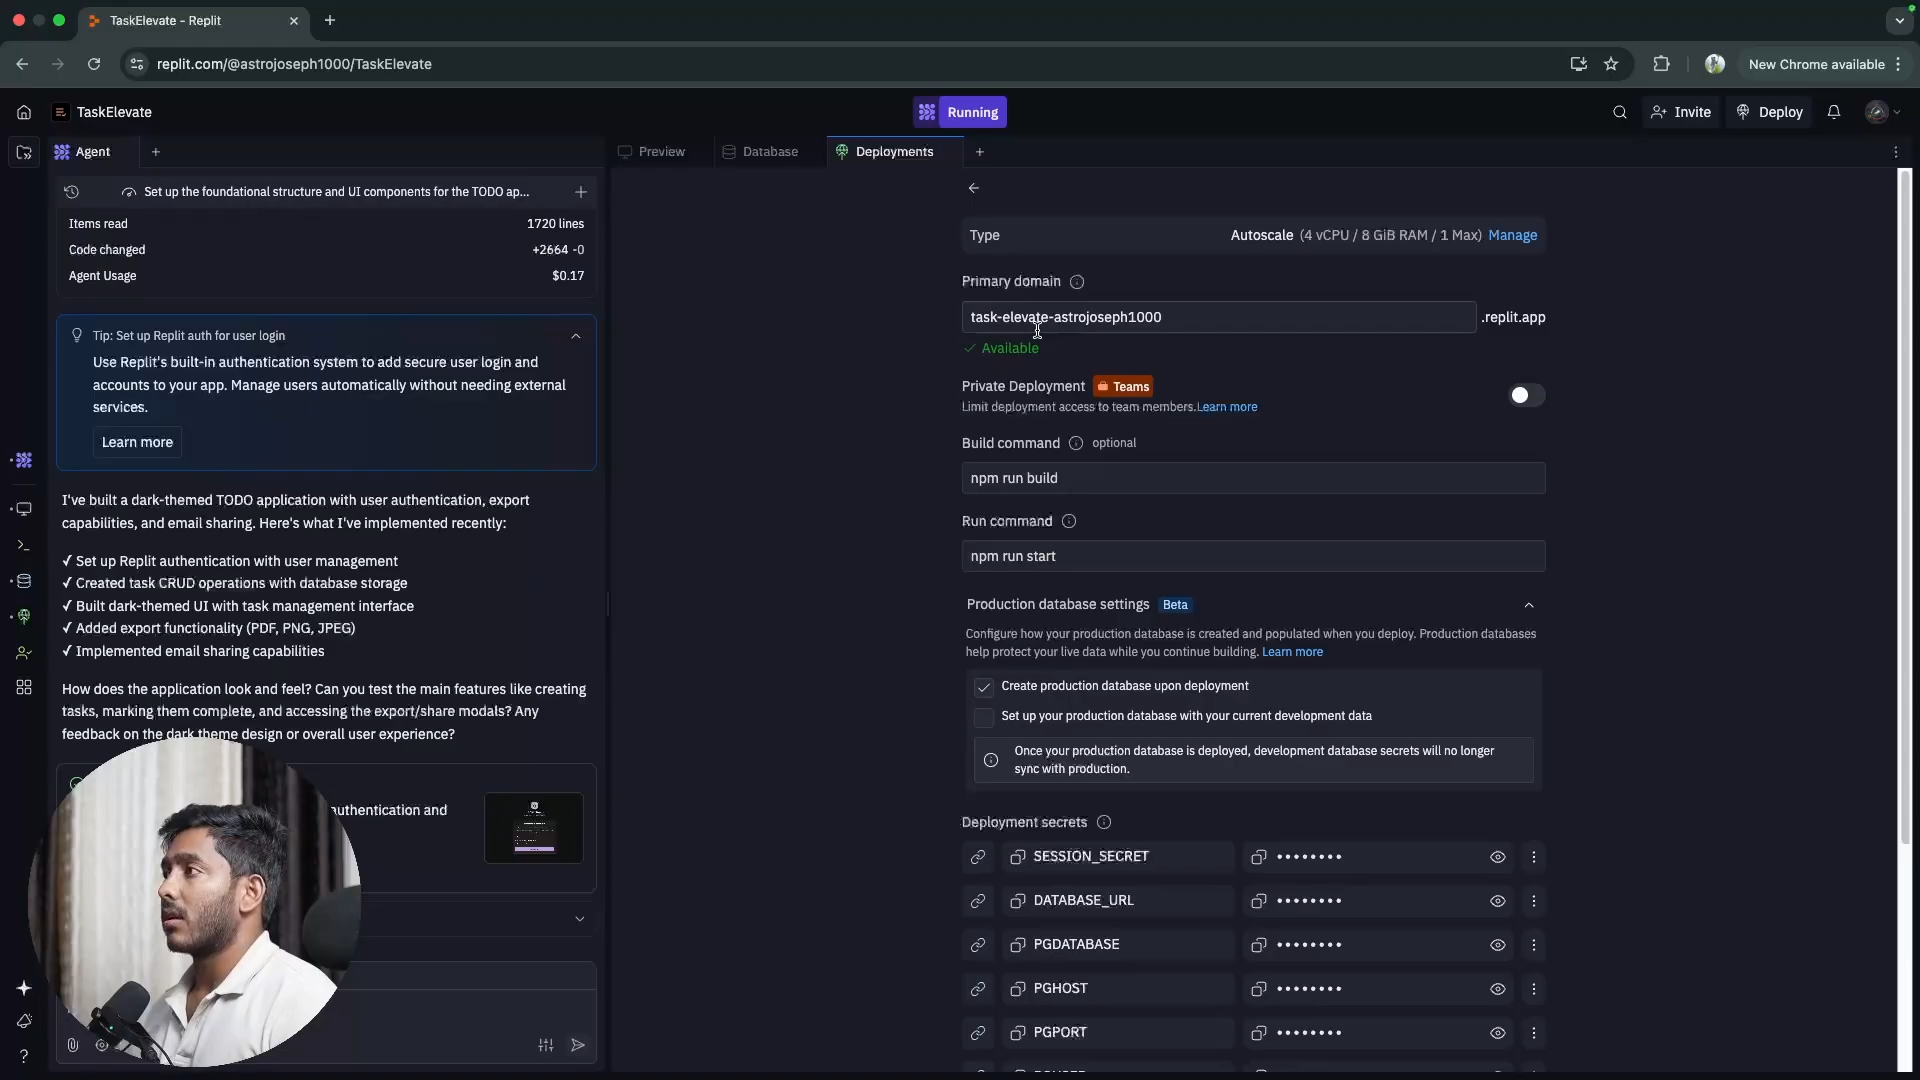 TaskElevate - Replit
replit.com/@astrojoseph1000/TaskElevate
New Chrome available
TaskElevate
Running
Invite
Deploy
Agent
Preview
Database
Deployments
Set up the foundational structure and UI components for the TODO ap...
Items read 1720 lines
Code changed +2664 -0
Agent Usage $0.17
Tip: Set up Replit auth for user login
Use Replit's built-in authentication system to add secure user login and
accounts to your app. Manage users automatically without needing external
services.
Learn more
I've built a dark-themed TODO application with user authentication, export
capabilities, and email sharing. Here's what I've implemented recently:
✓ Set up Replit authentication with user management
✓ Created task CRUD operations with database storage
✓ Built dark-themed UI with task management interface
✓ Added export functionality (PDF, PNG, JPEG)
✓ Implemented email sharing capabilities
How does the application look and feel? Can you test the main features like creating
tasks, marking them complete, and accessing the export/share modals? Any
feedback on the dark theme design or overall user experience?
authentication and
Type Autoscale (4 vCPU / 8 GiB RAM / 1 Max) Manage
Primary domain
task-elevate-astrojoseph1000 .replit.app
Available
Private Deployment Teams
Limit deployment access to team members.Learn more
Build command optional
npm run build
Run command
npm run start
Production database settings Beta
Configure how your production database is created and populated when you deploy. Production databases
help protect your live data while you continue building. Learn more
Create production database upon deployment
Set up your production database with your current development data
Once your production database is deployed, development database secrets will no longer
sync with production.
Deployment secrets
SESSION_SECRET ••••••••
DATABASE_URL ••••••••
PGDATABASE ••••••••
PGHOST ••••••••
PGPORT ••••••••